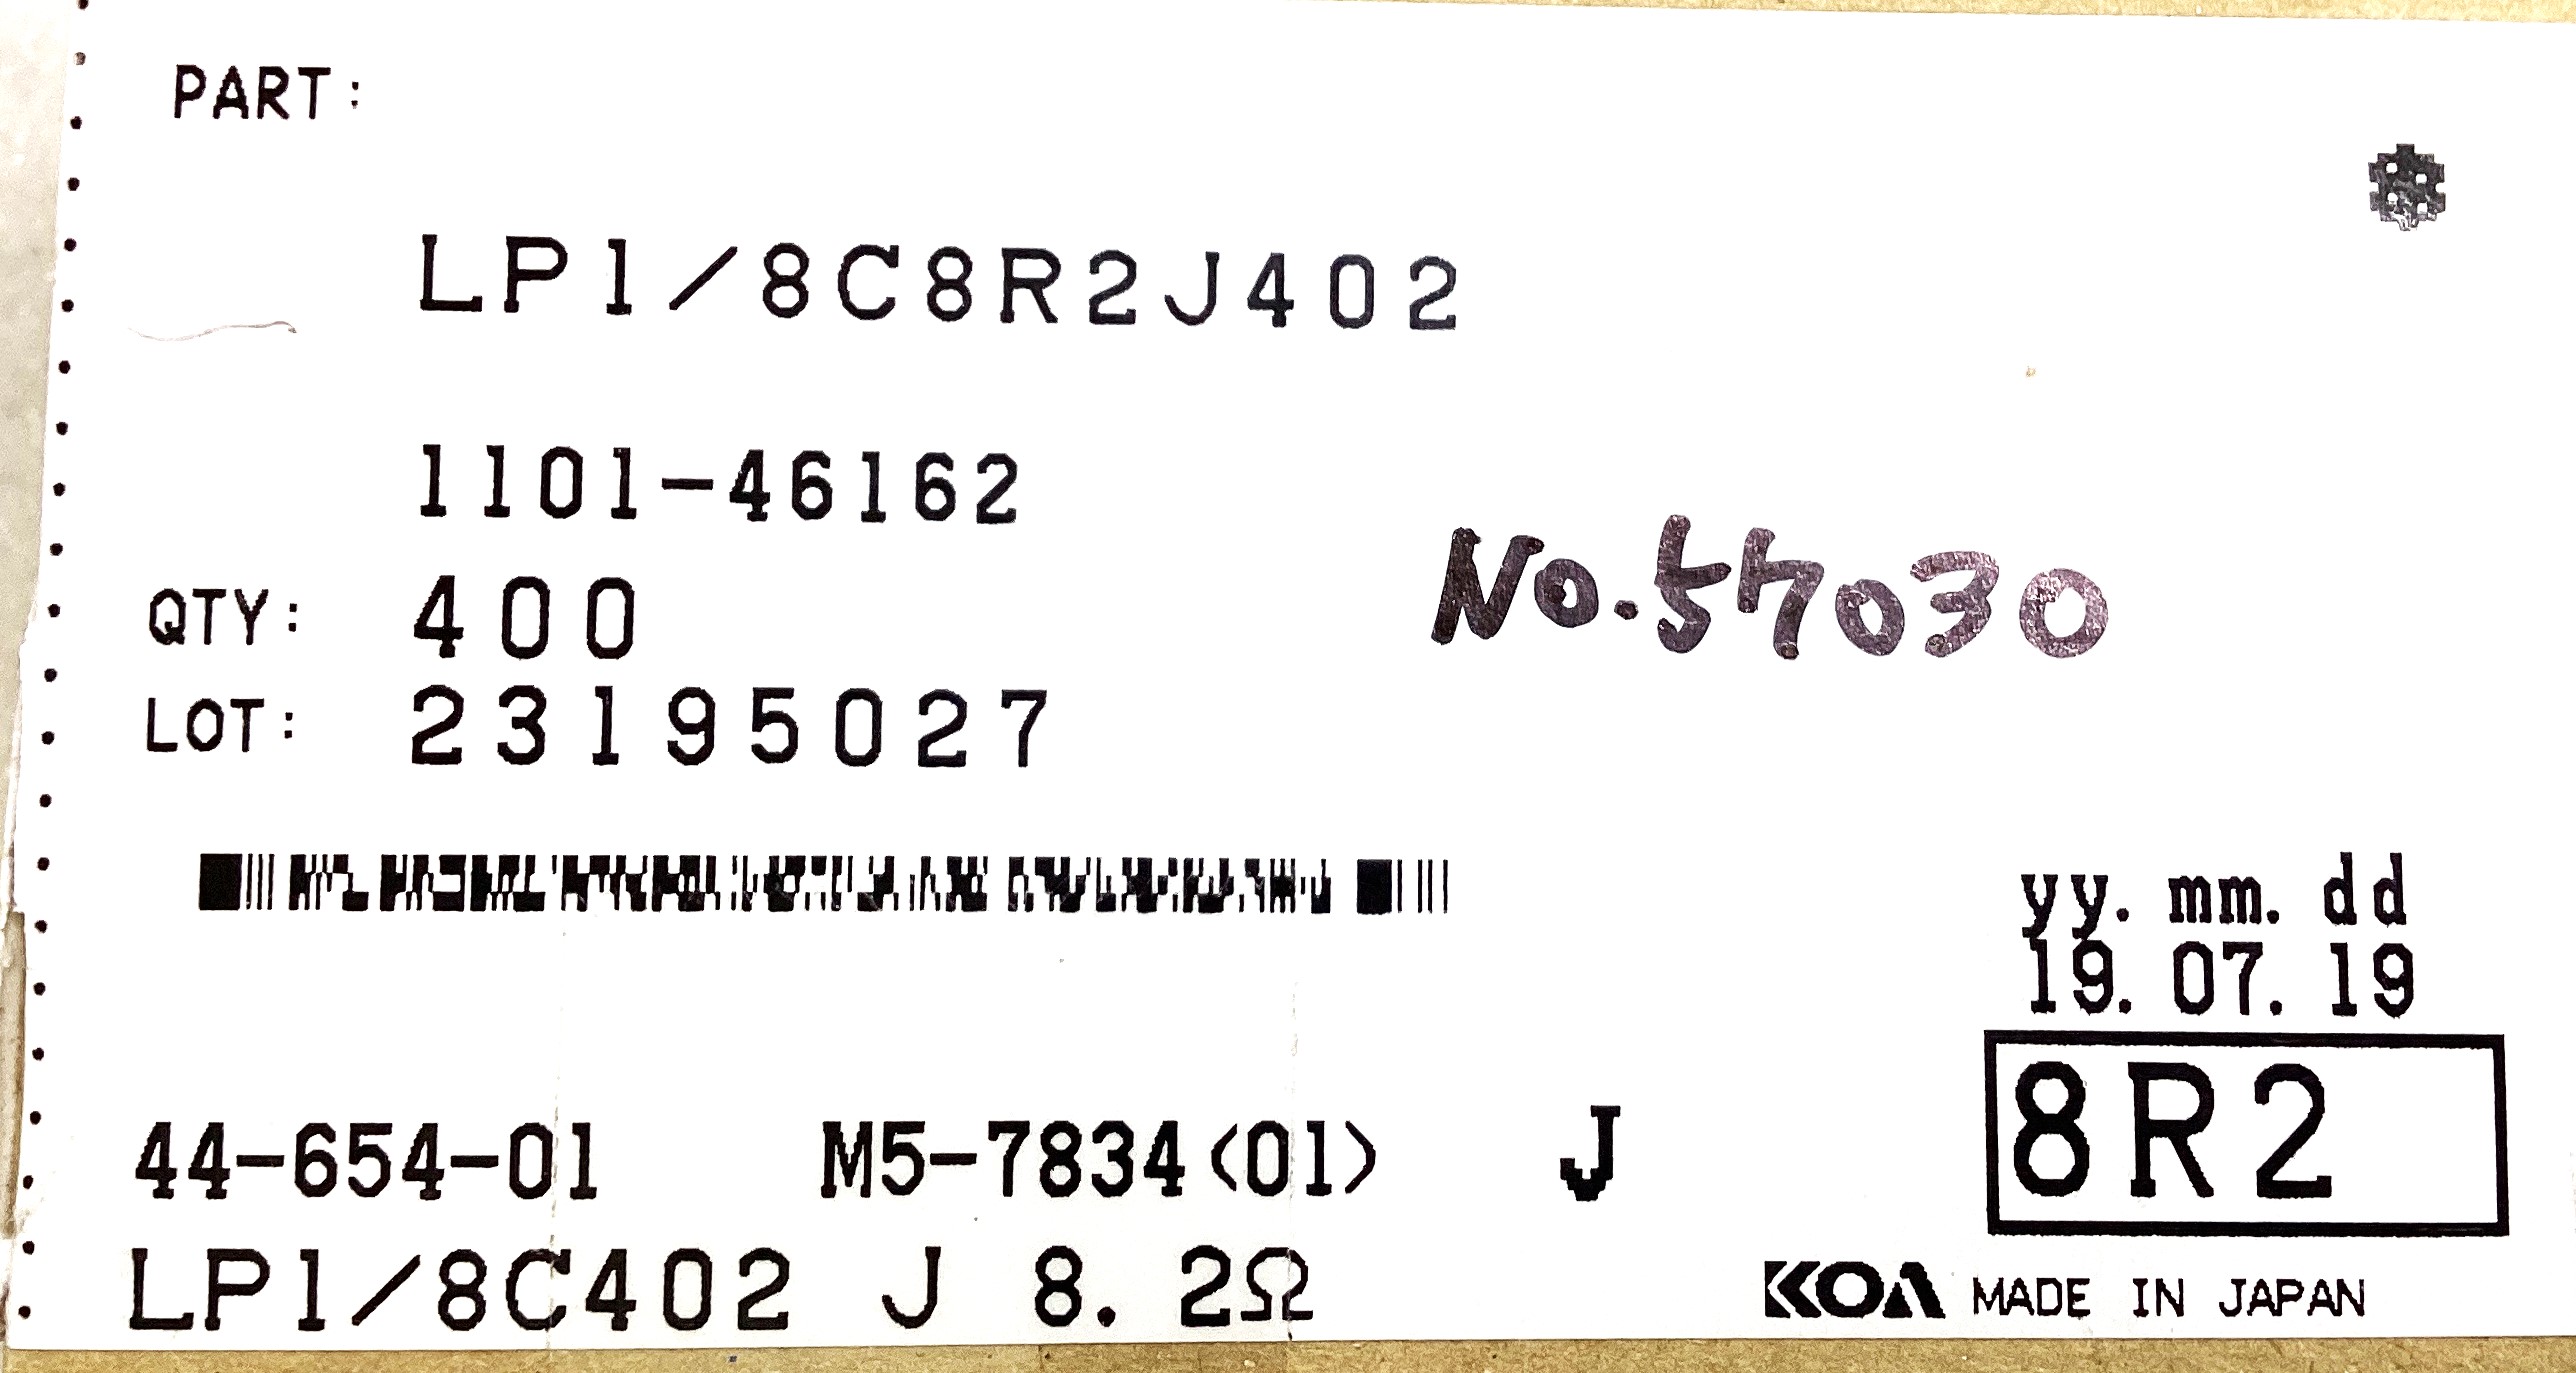 PART:
LP1/8C8R2J402
1101-46162
No.57030
QTY: 400
LOT: 23195027
yy. mm. dd
19. 07. 19
8R2
44-654-01 M5-7834<01> J
LP1/8C402 J 8.2Ω
KOA MADE IN JAPAN